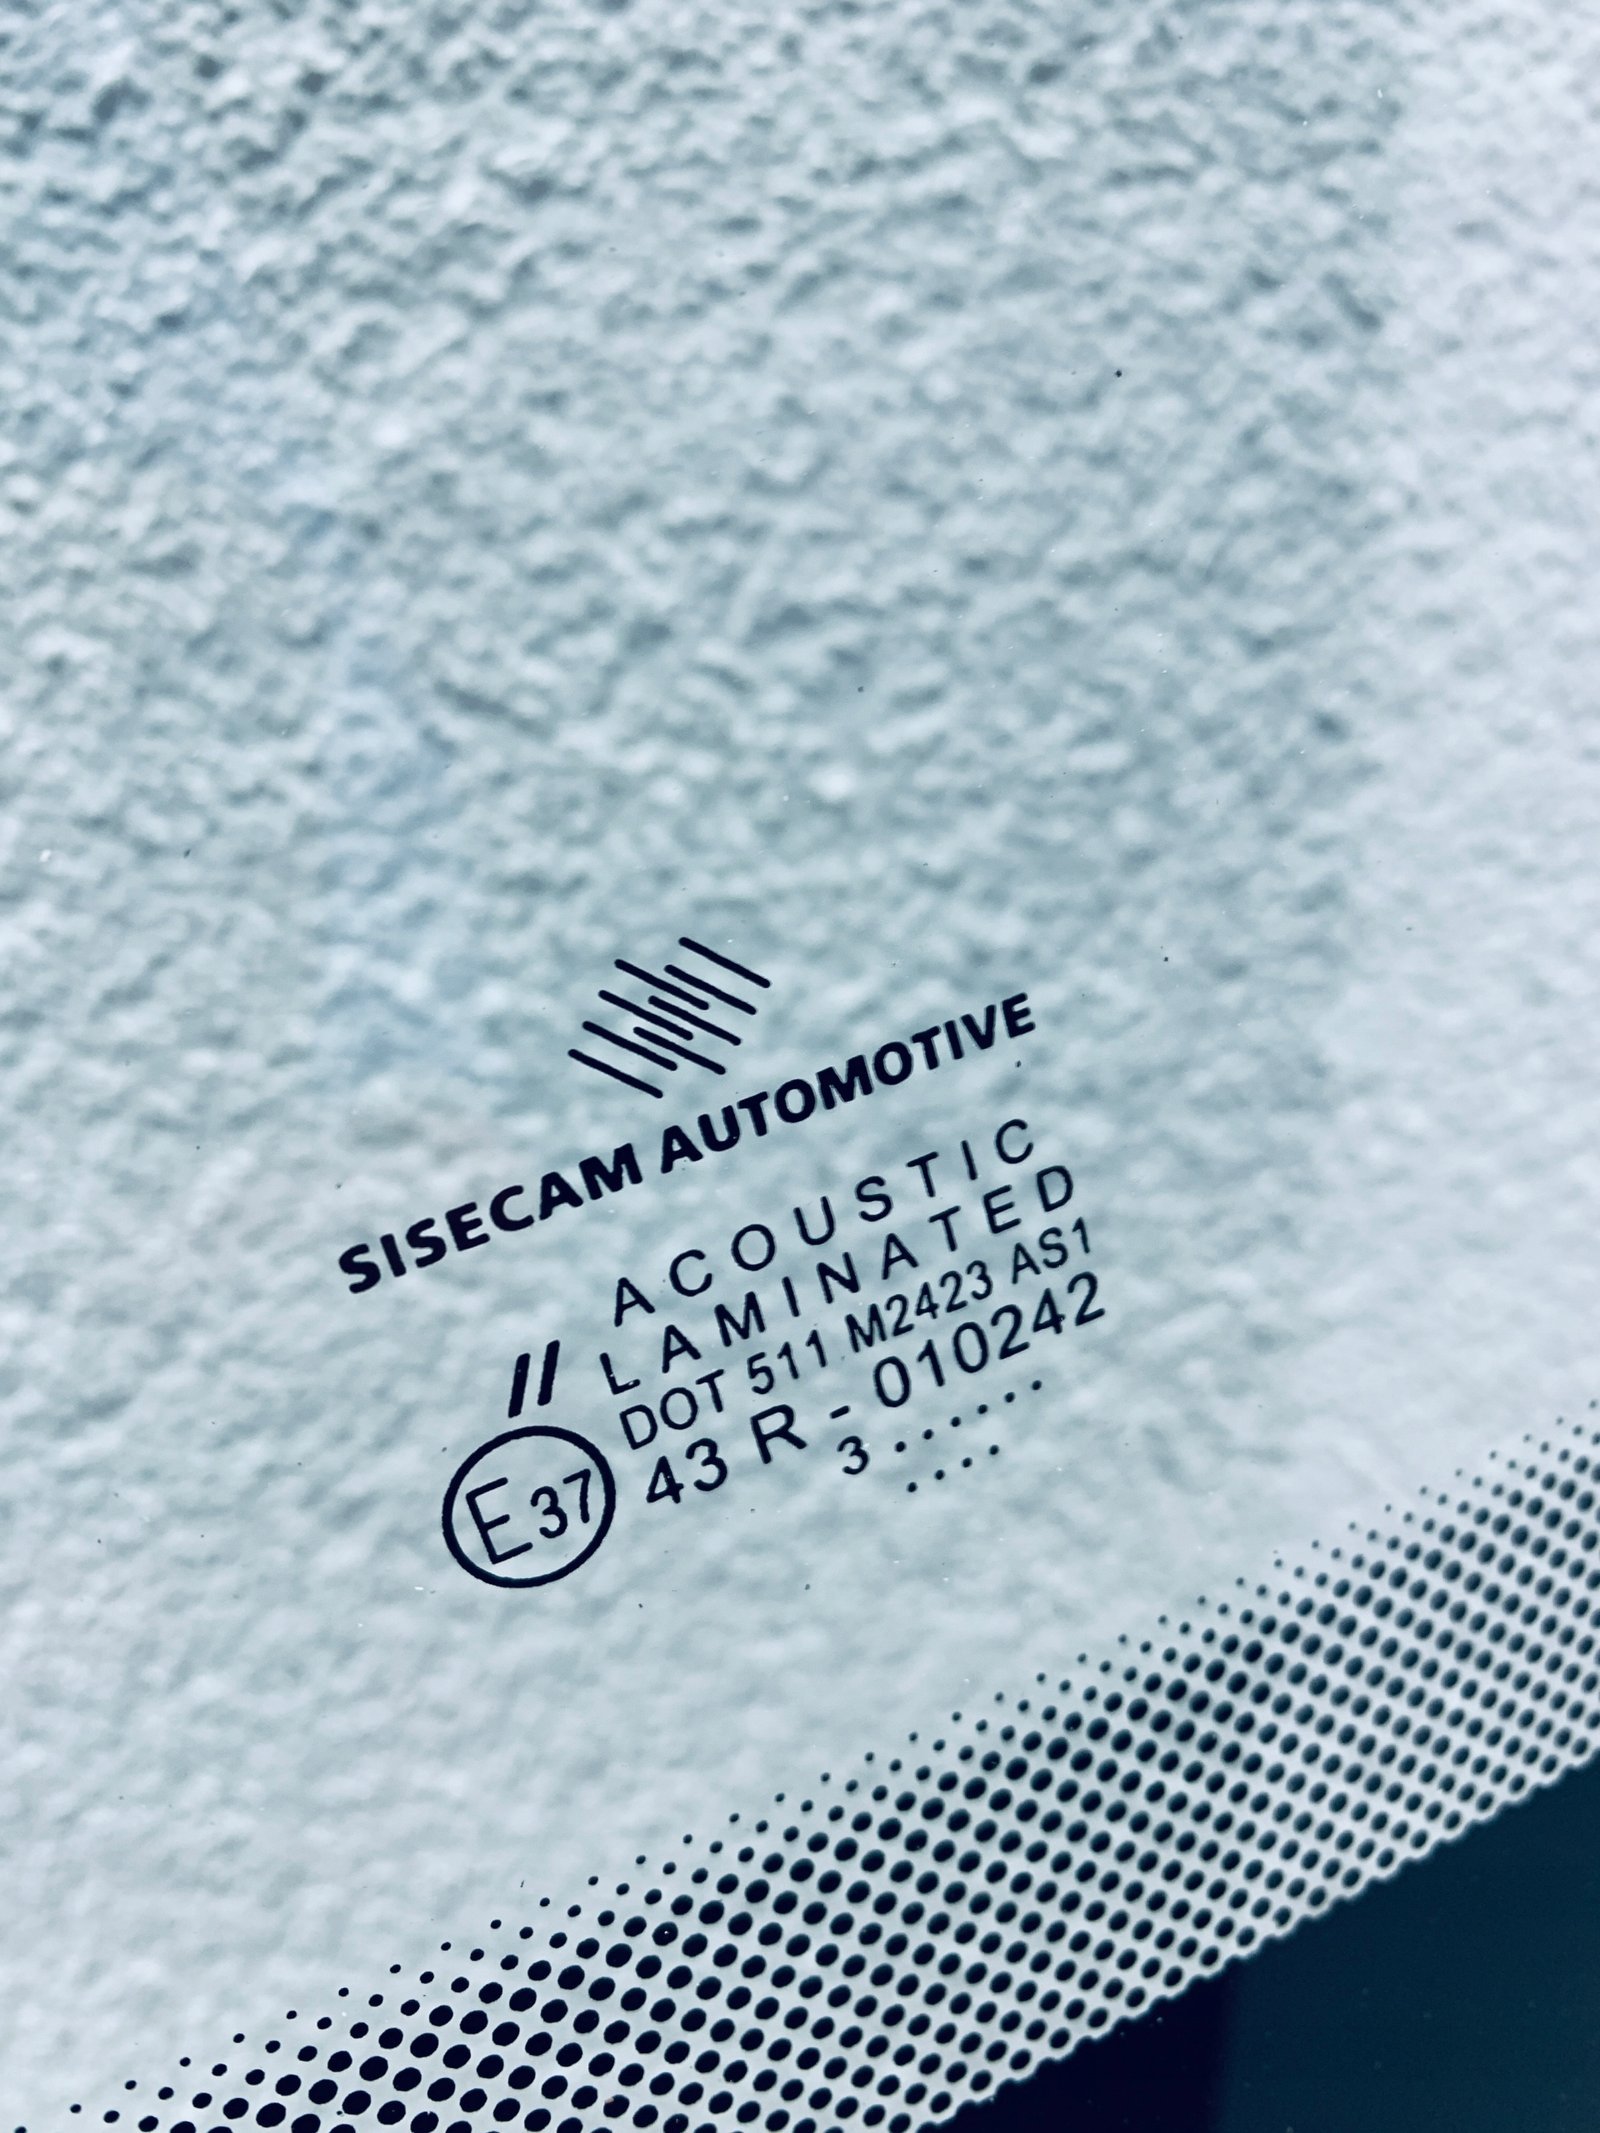 SISECAM AUTOMOTIVE
ACOUSTIC
// LAMINATED
DOT 511 M2423 AS1
E37 43 R - 010242
3 . . . . . .
. . . .